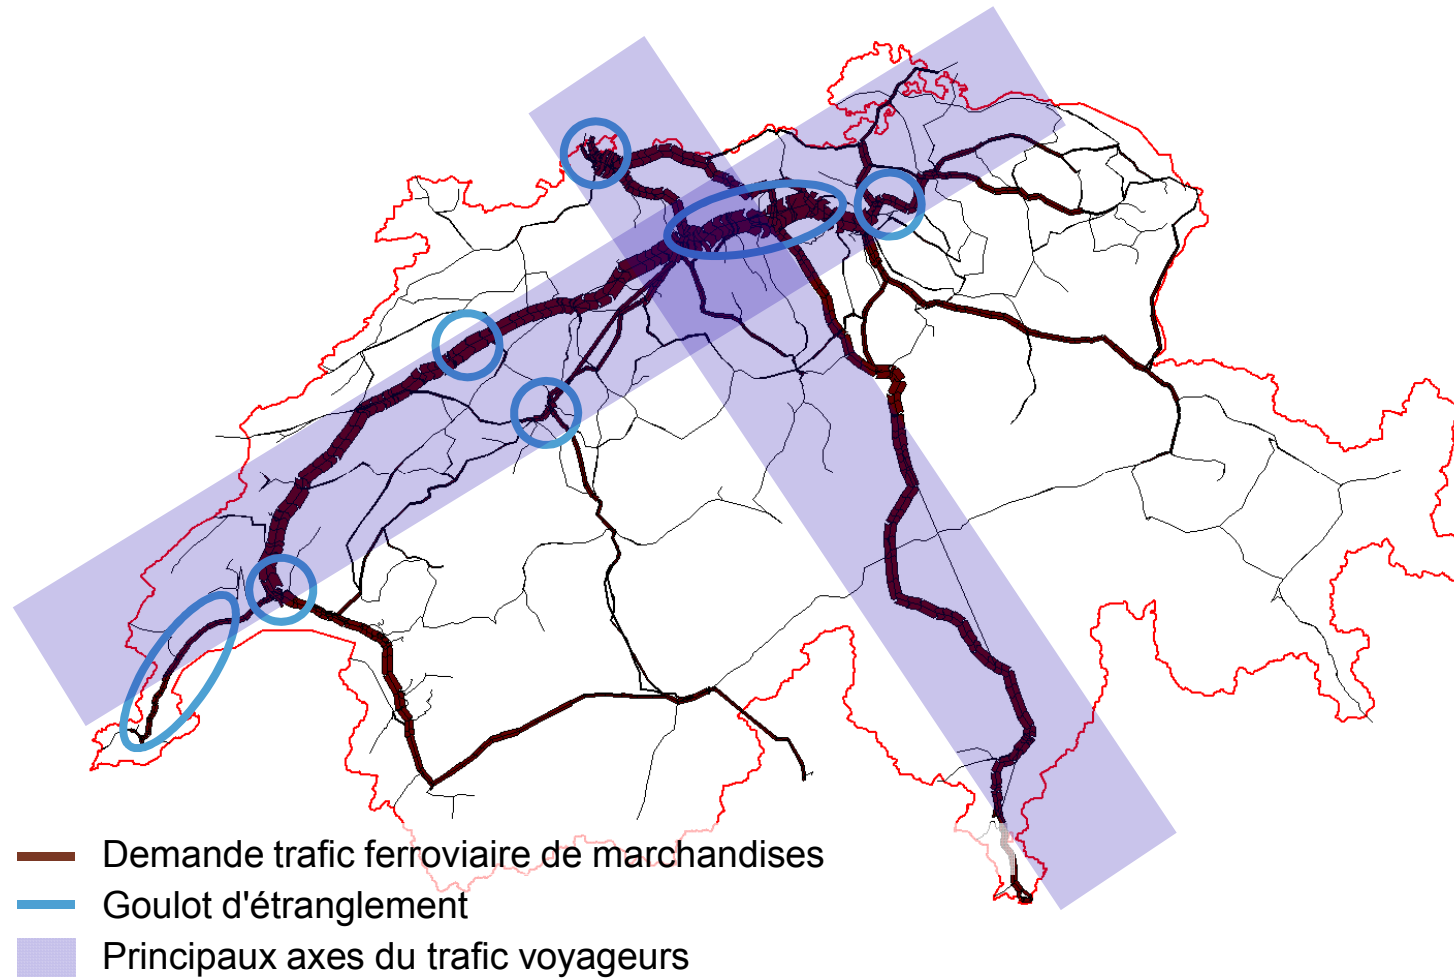 Demande trafic ferroviaire de marchandises
Goulot d'étranglement
Principaux axes du trafic voyageurs